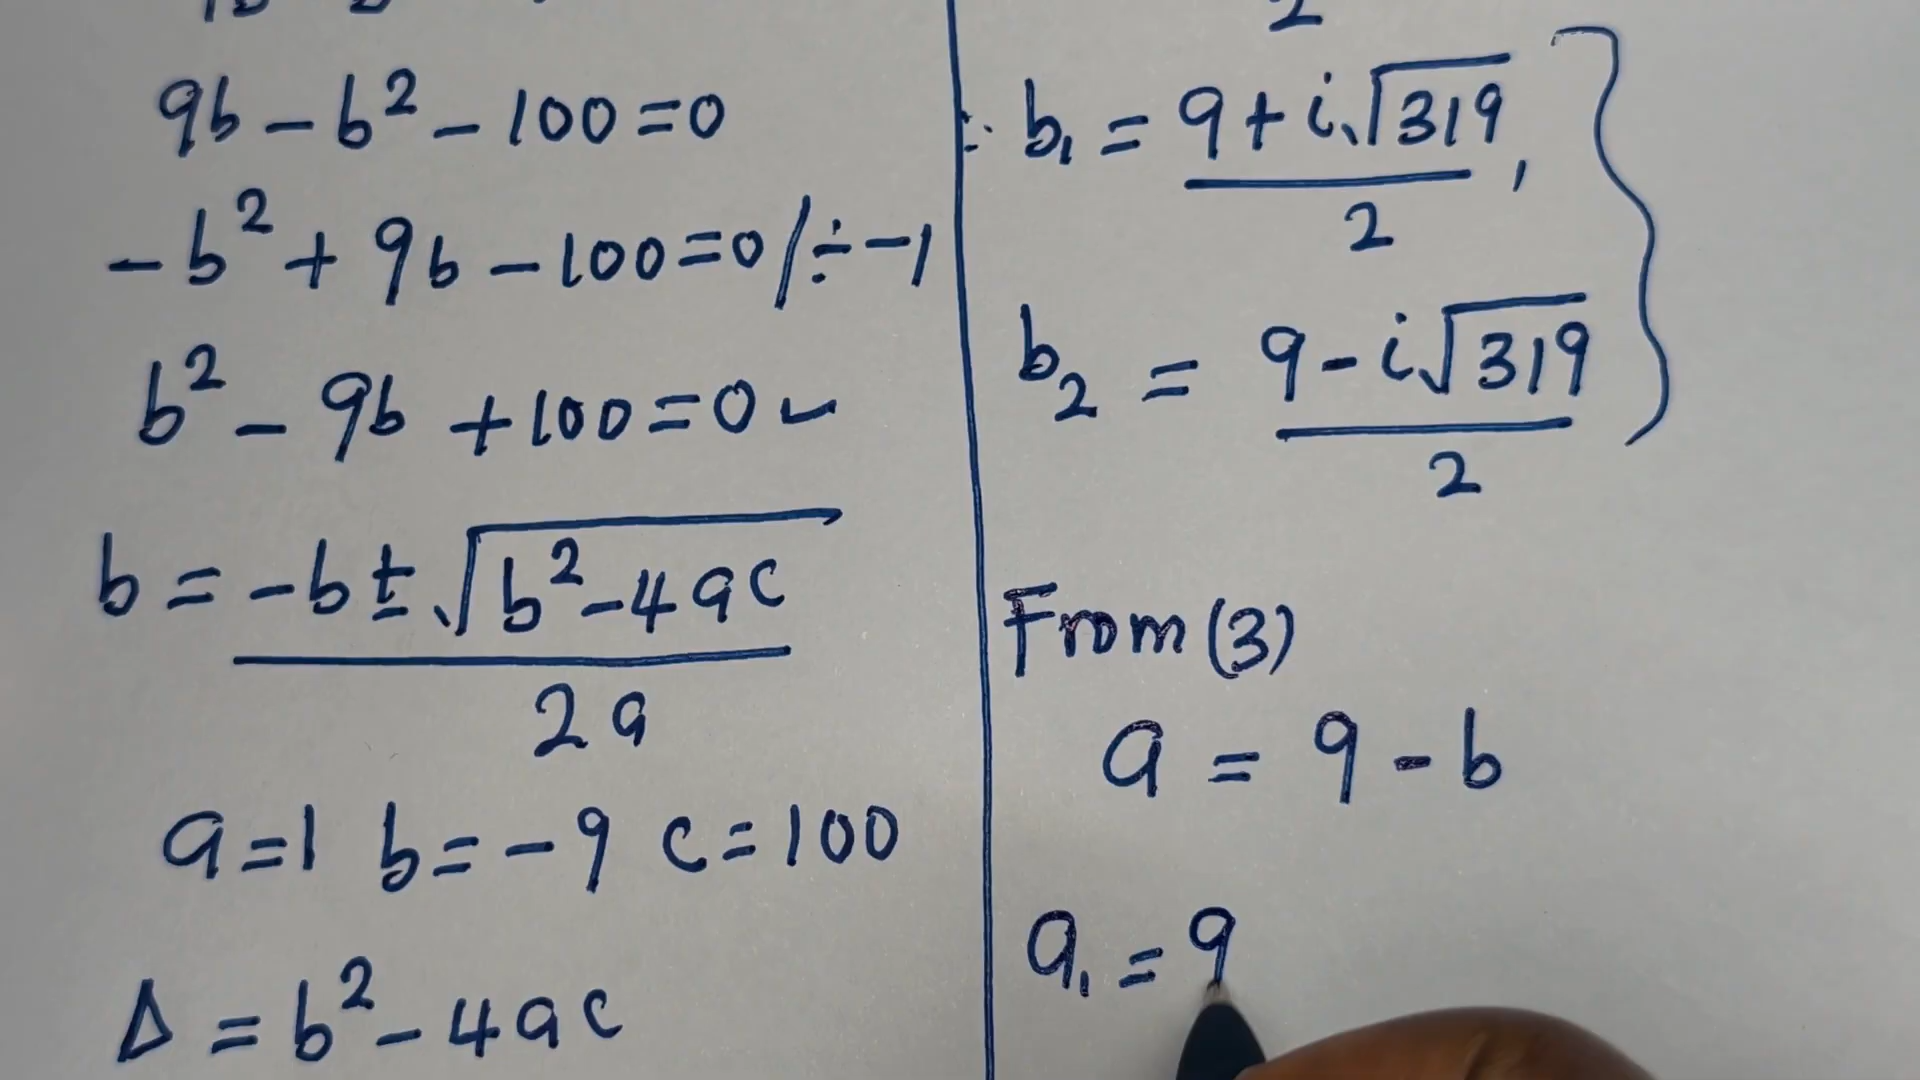 9b - b² - 100 = 0
-b² + 9b - 100 = 0 / ÷ -1
b² - 9b + 100 = 0
b = -b ± √(b² - 4ac)
2a
a = 1 b = -9 c = 100
Δ = b² - 4ac
2
∴ b₁ = 9 + i√319,
2
b₂ = 9 - i√319
2
From (3)
a = 9 - b
a₁ = 9